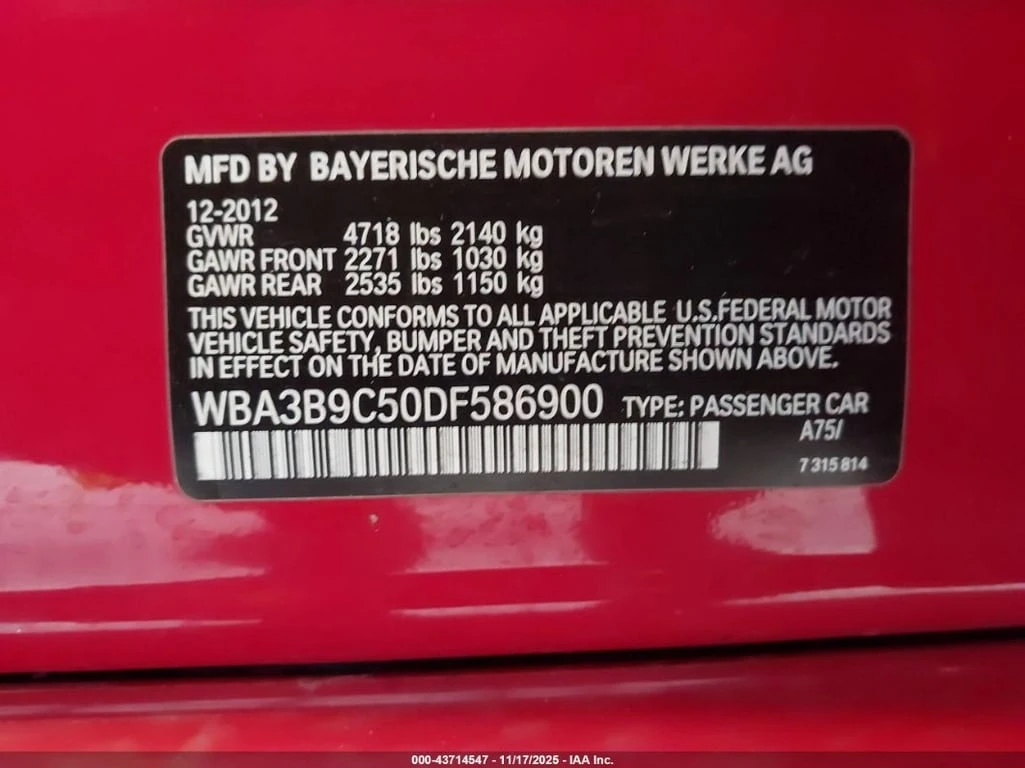 MFD BY BAYERISCHE MOTOREN WERKE AG
12-2012
GVWR 4718 lbs 2140 kg
GAWR FRONT 2271 lbs 1030 kg
GAWR REAR 2535 lbs 1150 kg
THIS VEHICLE CONFORMS TO ALL APPLICABLE U.S.FEDERAL MOTOR
VEHICLE SAFETY, BUMPER AND THEFT PREVENTION STANDARDS
IN EFFECT ON THE DATE OF MANUFACTURE SHOWN ABOVE.
WBA3B9C50DF586900 TYPE: PASSENGER CAR
A75/
7 315 814
000-43714547 - 11/17/2025 - IAA Inc.